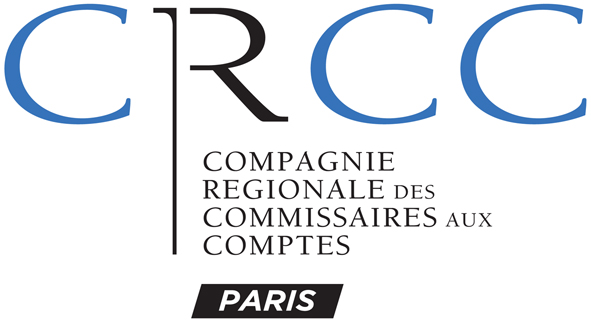 CRCC
COMPAGNIE
REGIONALE DES
COMMISSAIRES AUX
COMPTES
PARIS